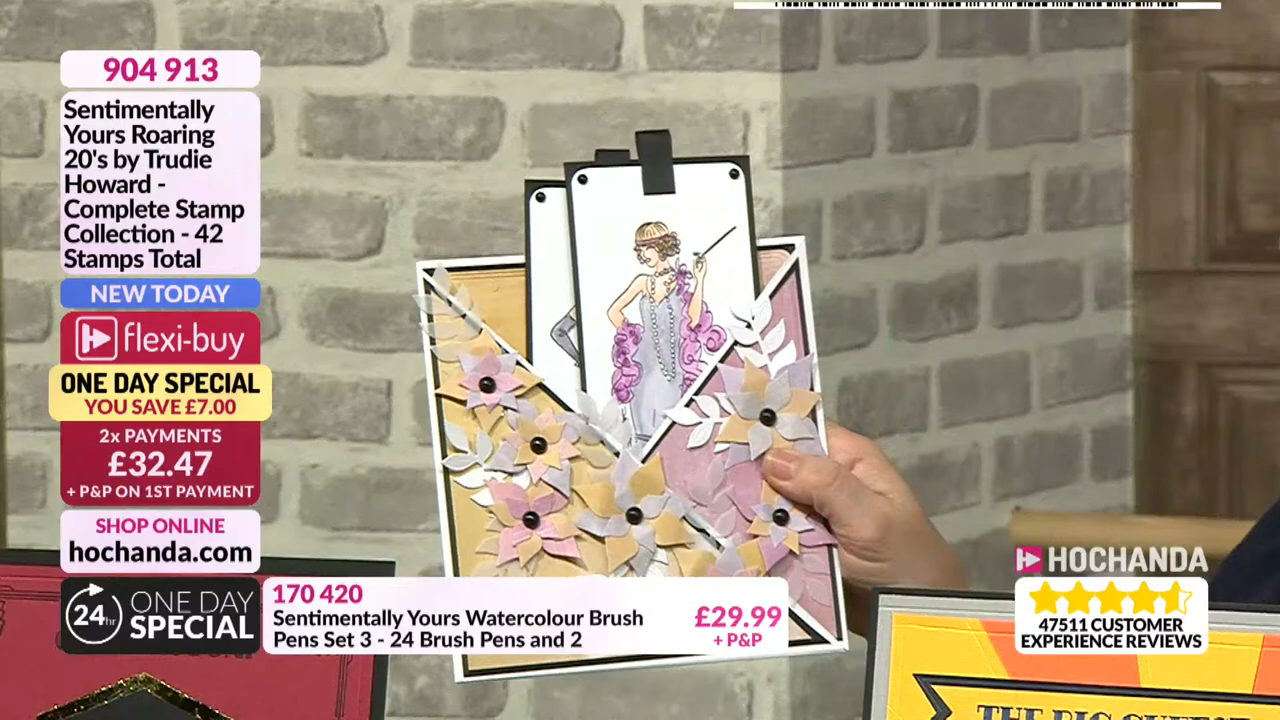 904 913
Sentimentally
Yours Roaring
20's by Trudie
Howard -
Complete Stamp
Collection - 42
Stamps Total
NEW TODAY
flexi-buy
ONE DAY SPECIAL
YOU SAVE £7.00
2x PAYMENTS
£32.47
+ P&P ON 1ST PAYMENT
SHOP ONLINE
hochanda.com
24hr
ONE DAY
SPECIAL
170 420
Sentimentally Yours Watercolour Brush
Pens Set 3 - 24 Brush Pens and 2
£29.99
+ P&P
HOCHANDA
47511 CUSTOMER
EXPERIENCE REVIEWS
THE BIG